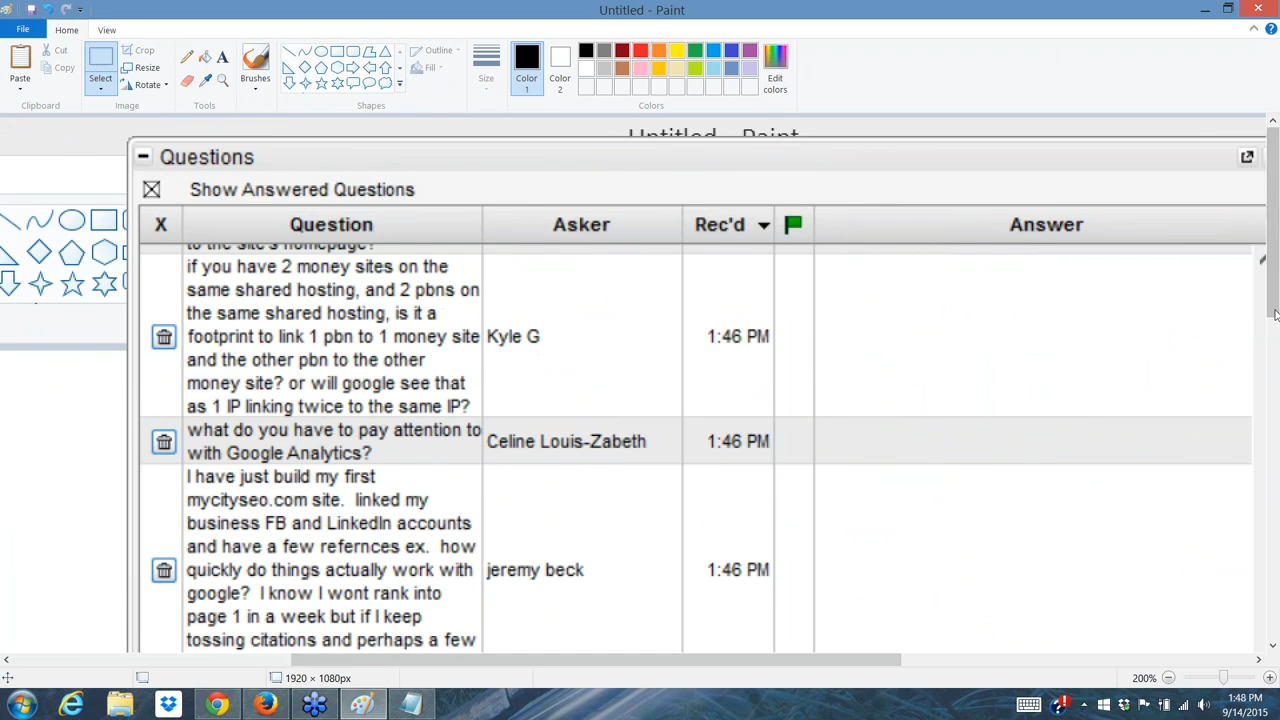 Untitled - Paint
File
Home
View
Paste
Cut
Copy
Clipboard
Select
Crop
Resize
Rotate
Image
Tools
Brushes
Shapes
Outline
Fill
Size
Color
1
Color
2
Edit
colors
Colors
Untitled - Paint
Questions
Show Answered Questions
X
Question
Asker
Rec'd
Answer
to the site's homepage?
if you have 2 money sites on the
same shared hosting, and 2 pbns on
the same shared hosting, is it a
footprint to link 1 pbn to 1 money site
and the other pbn to the other
money site? or will google see that
as 1 IP linking twice to the same IP?
Kyle G
1:46 PM
what do you have to pay attention to
with Google Analytics?
Celine Louis-Zabeth
1:46 PM
I have just build my first
mycityseo.com site. linked my
business FB and LinkedIn accounts
and have a few refernces ex. how
quickly do things actually work with
google? I know I wont rank into
page 1 in a week but if I keep
tossing citations and perhaps a few
jeremy beck
1:46 PM
1920 × 1080px
200%
1:48 PM
9/14/2015